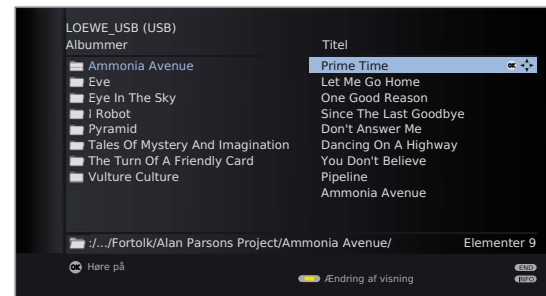 LOEWE_USB (USB)
Albummer
Ammonia Avenue
Eve
Eye In The Sky
I Robot
Pyramid
Tales Of Mystery And Imagination
The Turn Of A Friendly Card
Vulture Culture
Titel
Prime Time OK
Let Me Go Home
One Good Reason
Since The Last Goodbye
Don't Answer Me
Dancing On A Highway
You Don't Believe
Pipeline
Ammonia Avenue
:/.../Fortolk/Alan Parsons Project/Ammonia Avenue/ Elementer 9
OK Høre på
END
Ændring af visning INFO